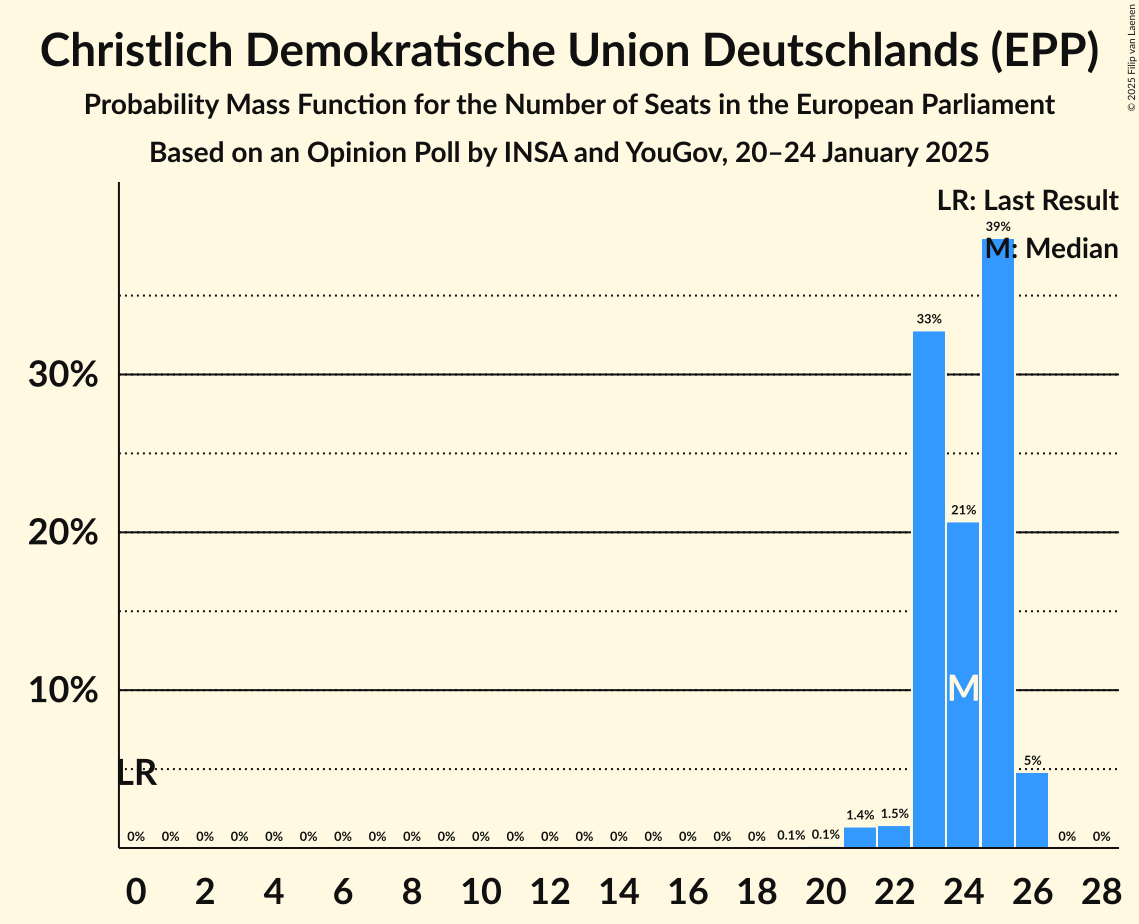 Christlich Demokratische Union Deutschlands (EPP)
Probability Mass Function for the Number of Seats in the European Parliament
Based on an Opinion Poll by INSA and YouGov, 20–24 January 2025
© 2025 Filip van Laenen
LR: Last Result
M: Median
39%
33%
30%
21%
20%
10%
M
LR
5%
0% 0% 0% 0% 0% 0% 0% 0% 0% 0% 0% 0% 0% 0% 0% 0% 0% 0% 0% 0.1% 0.1% 1.4% 1.5% 0% 0%
0 2 4 6 8 10 12 14 16 18 20 22 24 26 28